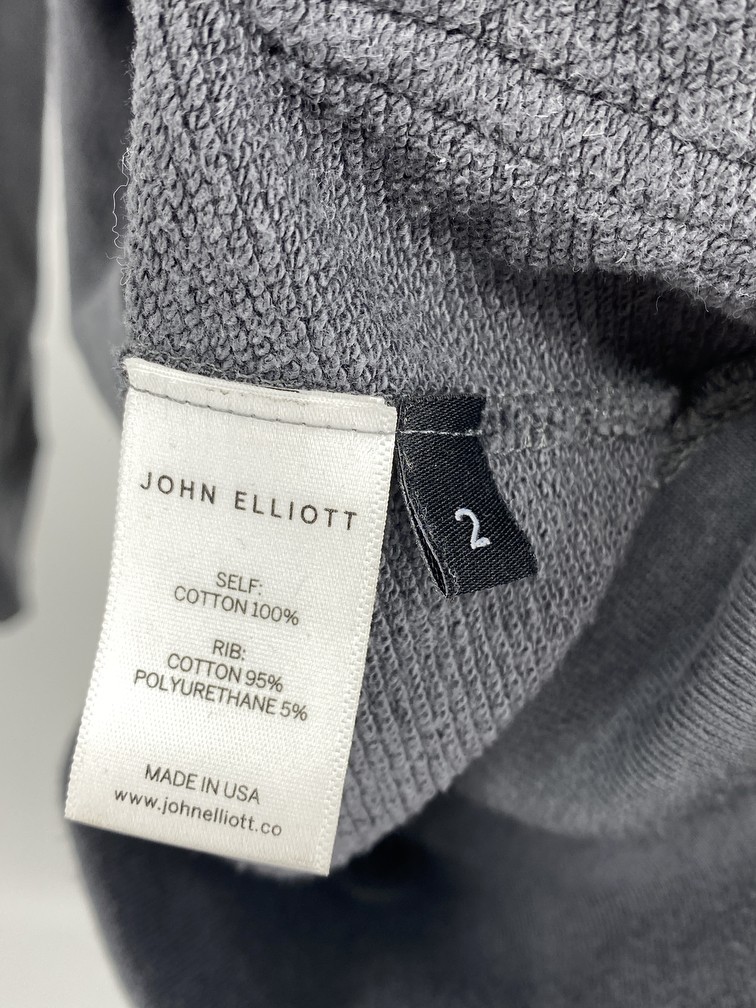 JOHN ELLIOTT
SELF:
COTTON 100%
RIB:
COTTON 95%
POLYURETHANE 5%
MADE IN USA
www.johnelliott.co
2